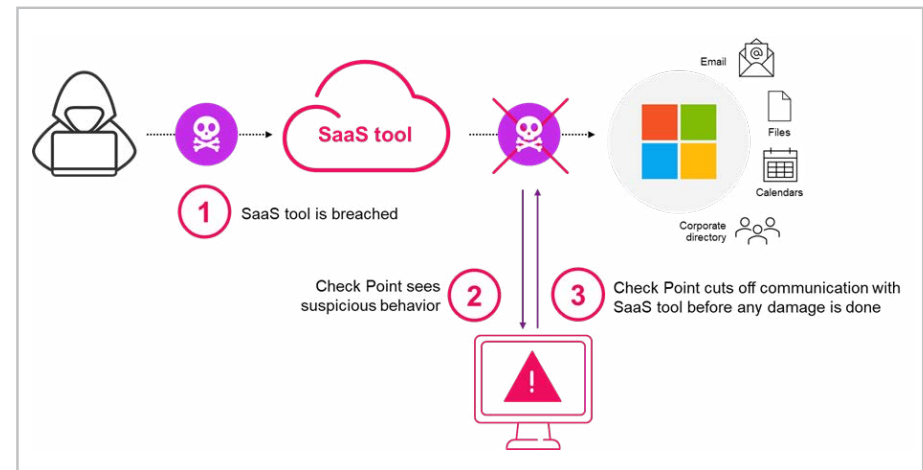 Email
Files
SaaS tool
Calendars
1
SaaS tool is breached
Corporate
directory
Check Point sees
suspicious behavior
2
3
Check Point cuts off communication with
SaaS tool before any damage is done
!